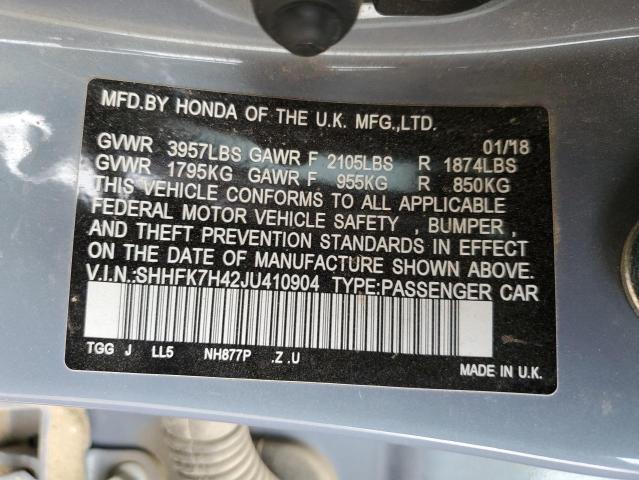 MFD.BY HONDA OF THE U.K. MFG.,LTD.
01/18
GVWR 3957LBS GAWR F 2105LBS R 1874LBS
GVWR 1795KG GAWR F 955KG R 850KG
THIS VEHICLE CONFORMS TO ALL APPLICABLE
FEDERAL MOTOR VEHICLE SAFETY , BUMPER ,
AND THEFT PREVENTION STANDARDS IN EFFECT
ON THE DATE OF MANUFACTURE SHOWN ABOVE.
V.I.N.:SHHFK7H42JU410904 TYPE:PASSENGER CAR
TGG J LL5 NH877P .Z .U
MADE IN U.K.